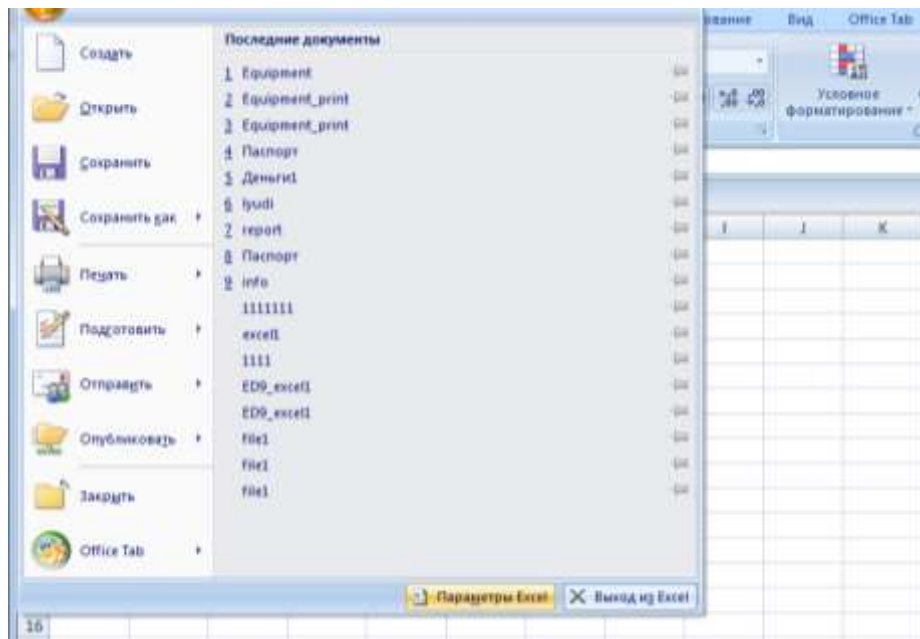 Вид Office Tab
Условное
форматирование
Создать
Открыть
Сохранить
Сохранить как
Печать
Подготовить
Отправить
Опубликовать
Закрыть
Office Tab
Последние документы
1 Equipment
2 Equipment_print
3 Equipment_print
4 Паспорт
5 Деньги1
6 lyudi
7 report
8 Паспорт
9 info
1111111
excel1
1111
ED9_excel1
ED9_excel1
file1
file1
file1
Параметры Excel
Выход из Excel
I J K
16